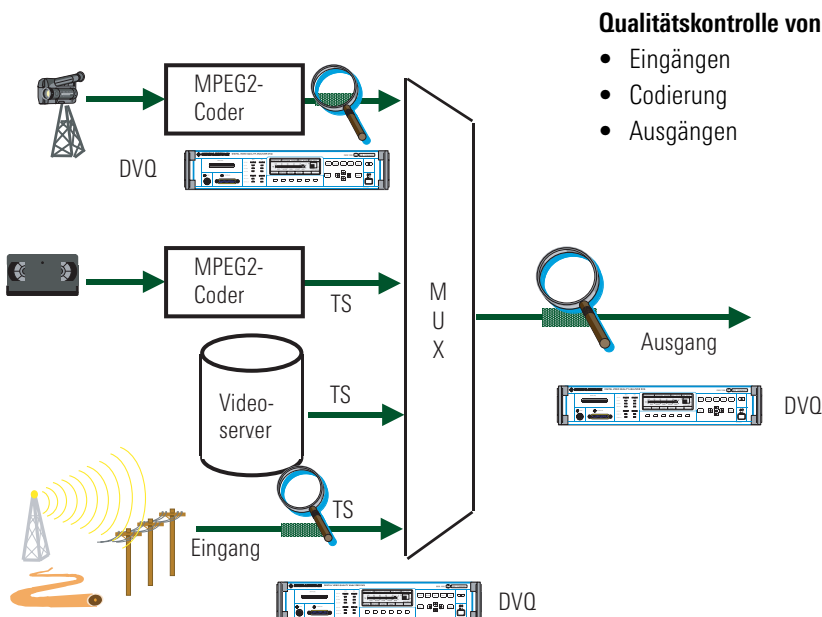 Qualitätskontrolle von
• Eingängen
• Codierung
• Ausgängen
MPEG2-
Coder
DVQ
MPEG2-
Coder
TS
M
U
X
Ausgang
Video-
server
TS
DVQ
TS
Eingang
DVQ